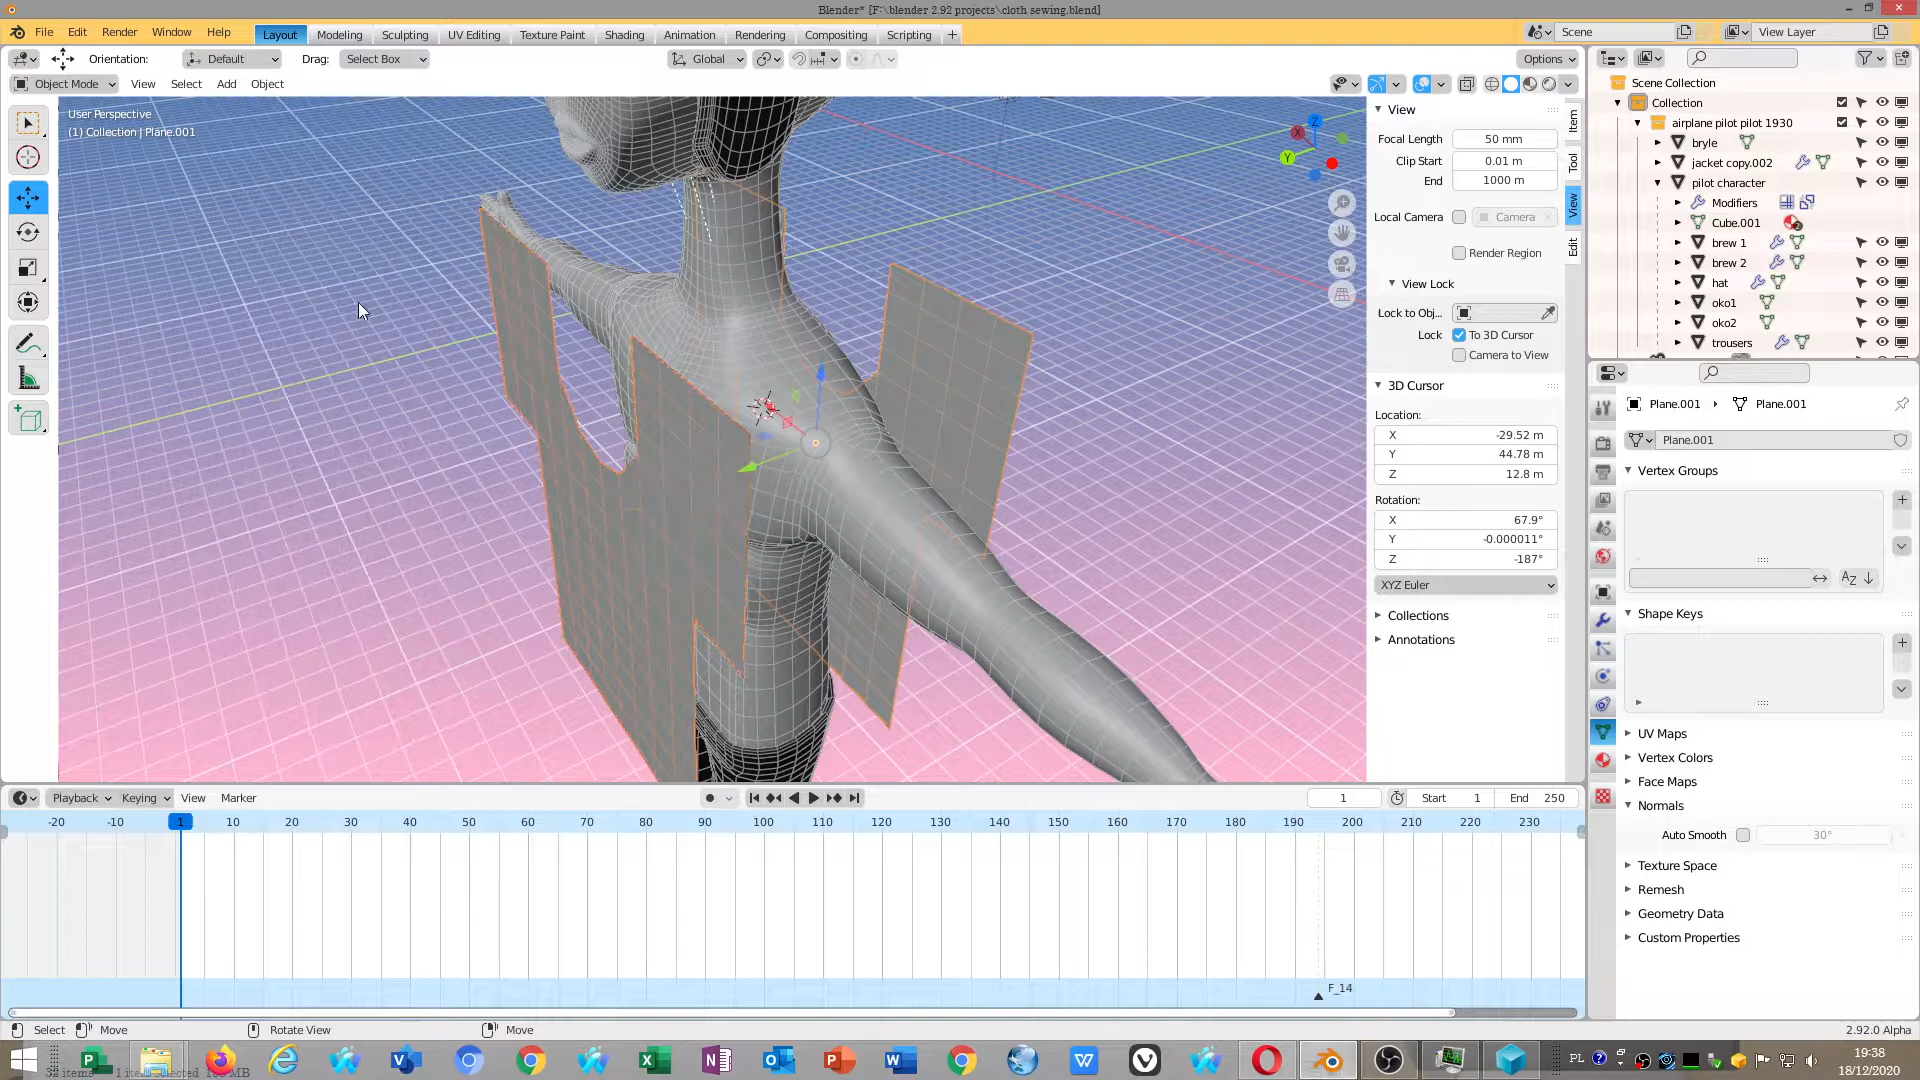 Blender* [F:\blender 2.92 projects\cloth sewing.blend]
File Edit Render Window Help Layout Modeling Sculpting UV Editing Texture Paint Shading Animation Rendering Compositing Scripting + Scene View Layer
Orientation: Default Drag: Select Box Global Options
Object Mode View Select Add Object
User Perspective
(1) Collection | Plane.001
X
Y
Z
View
Focal Length 50 mm
Clip Start 0.01 m
End 1000 m
Local Camera Camera
Render Region
View Lock
Lock to Obj...
Lock To 3D Cursor
Camera to View
3D Cursor
Location:
X -29.52 m
Y 44.78 m
Z 12.8 m
Rotation:
X 67.9°
Y -0.000011°
Z -187°
XYZ Euler
Collections
Annotations
Item
Tool
View
Edit
Scene Collection
Collection
airplane pilot pilot 1930
bryle
jacket copy.002
pilot character
Modifiers
Cube.001
brew 1
brew 2
hat
oko1
oko2
trousers
Plane.001 Plane.001
Plane.001
Vertex Groups
Shape Keys
UV Maps
Vertex Colors
Face Maps
Normals
Auto Smooth 30°
Texture Space
Remesh
Geometry Data
Custom Properties
Playback Keying View Marker 1 Start 1 End 250
-20 -10 1 10 20 30 40 50 60 70 80 90 100 110 120 130 140 150 160 170 180 190 200 210 220 230
F_14
Select Move Rotate View Move 2.92.0 Alpha
PL
19:38
18/12/2020
32 items 1 item selected